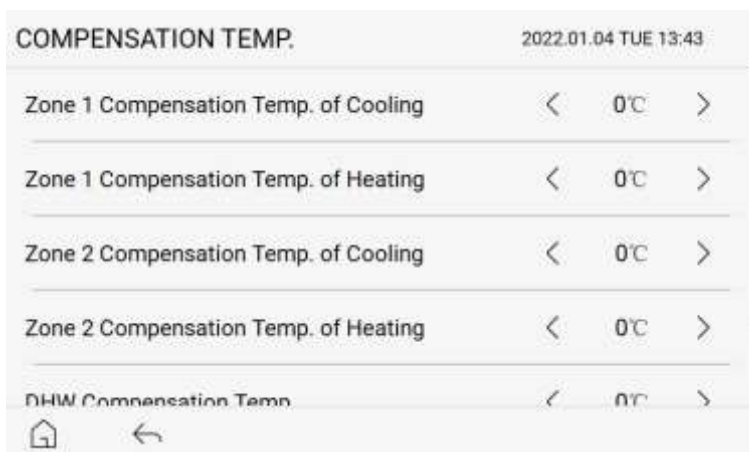 COMPENSATION TEMP. 2022.01.04 TUE 13:43
Zone 1 Compensation Temp. of Cooling < 0℃ >
Zone 1 Compensation Temp. of Heating < 0℃ >
Zone 2 Compensation Temp. of Cooling < 0℃ >
Zone 2 Compensation Temp. of Heating < 0℃ >
DHW Compensation Temp < 0℃ >